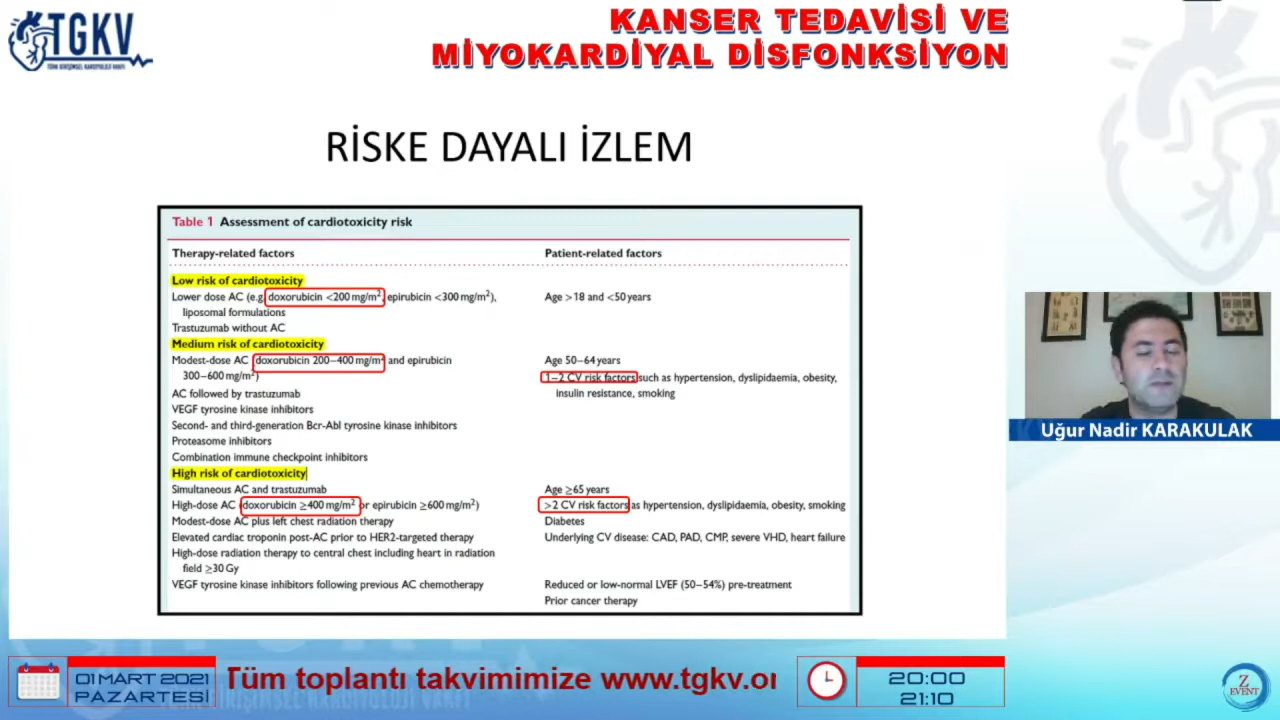 TGKV
TÜRK GİRİŞİMSEL KARDİYOLOJİ VAKFI
KANSER TEDAVİSİ VE
MİYOKARDİYAL DİSFONKSİYON
RİSKE DAYALI İZLEM
Table 1 Assessment of cardiotoxicity risk
Therapy-related factors Patient-related factors
Low risk of cardiotoxicity
Lower dose AC (e.g. doxorubicin <200 mg/m², epirubicin <300 mg/m²), Age >18 and <50 years
liposomal formulations
Trastuzumab without AC
Medium risk of cardiotoxicity
Modest-dose AC (doxorubicin 200–400 mg/m² and epirubicin Age 50–64 years
300–600 mg/m²) 1–2 CV risk factors such as hypertension, dyslipidaemia, obesity,
AC followed by trastuzumab insulin resistance, smoking
VEGF tyrosine kinase inhibitors
Second- and third-generation Bcr-Abl tyrosine kinase inhibitors
Proteasome inhibitors
Combination immune checkpoint inhibitors
High risk of cardiotoxicity
Simultaneous AC and trastuzumab Age ≥65 years
High-dose AC (doxorubicin ≥400 mg/m² or epirubicin ≥600 mg/m²) >2 CV risk factors as hypertension, dyslipidaemia, obesity, smoking
Modest-dose AC plus left chest radiation therapy Diabetes
Elevated cardiac troponin post-AC prior to HER2-targeted therapy Underlying CV disease: CAD, PAD, CMP, severe VHD, heart failure
High-dose radiation therapy to central chest including heart in radiation
field ≥30 Gy
VEGF tyrosine kinase inhibitors following previous AC chemotherapy Reduced or low-normal LVEF (50–54%) pre-treatment
Prior cancer therapy
Uğur Nadir KARAKULAK
01 MART 2021
PAZARTESİ
Tüm toplantı takvimimize www.tgkv.or
20:00
21:10
Z
EVENT